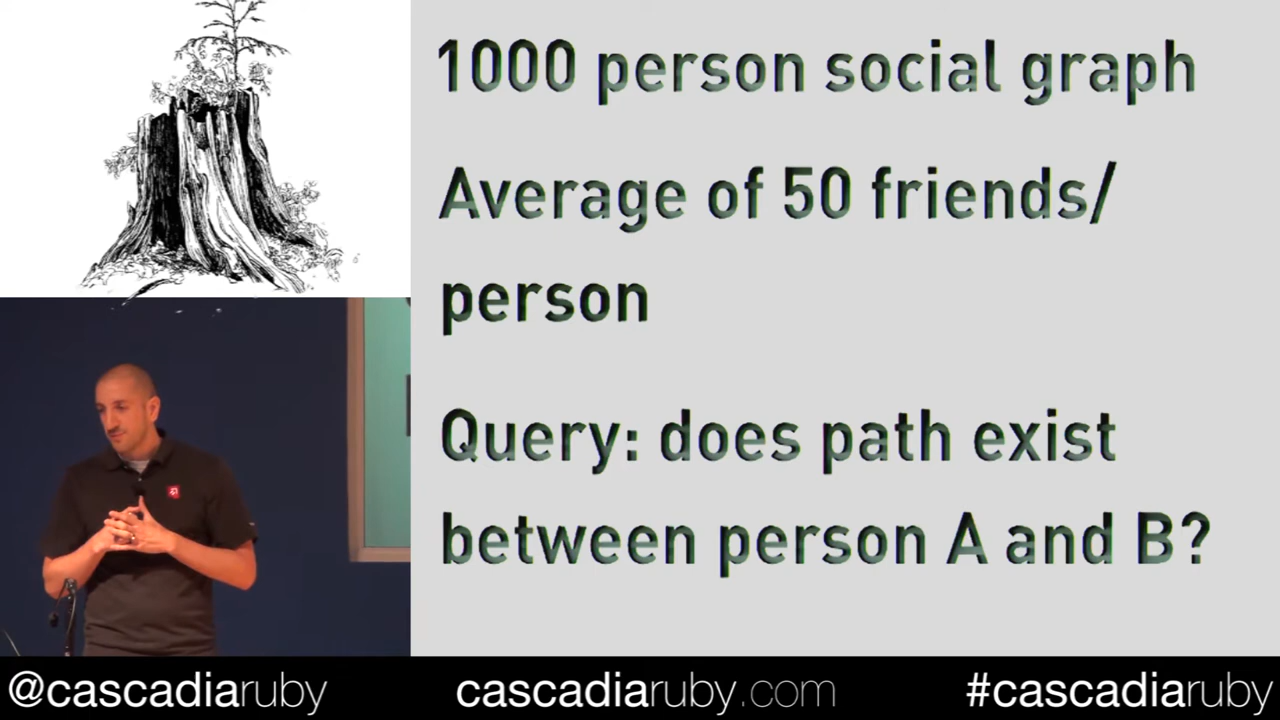 1000 person social graph
Average of 50 friends/
person
Query: does path exist
between person A and B?
@cascadiaruby
cascadiaruby.com
#cascadiaruby